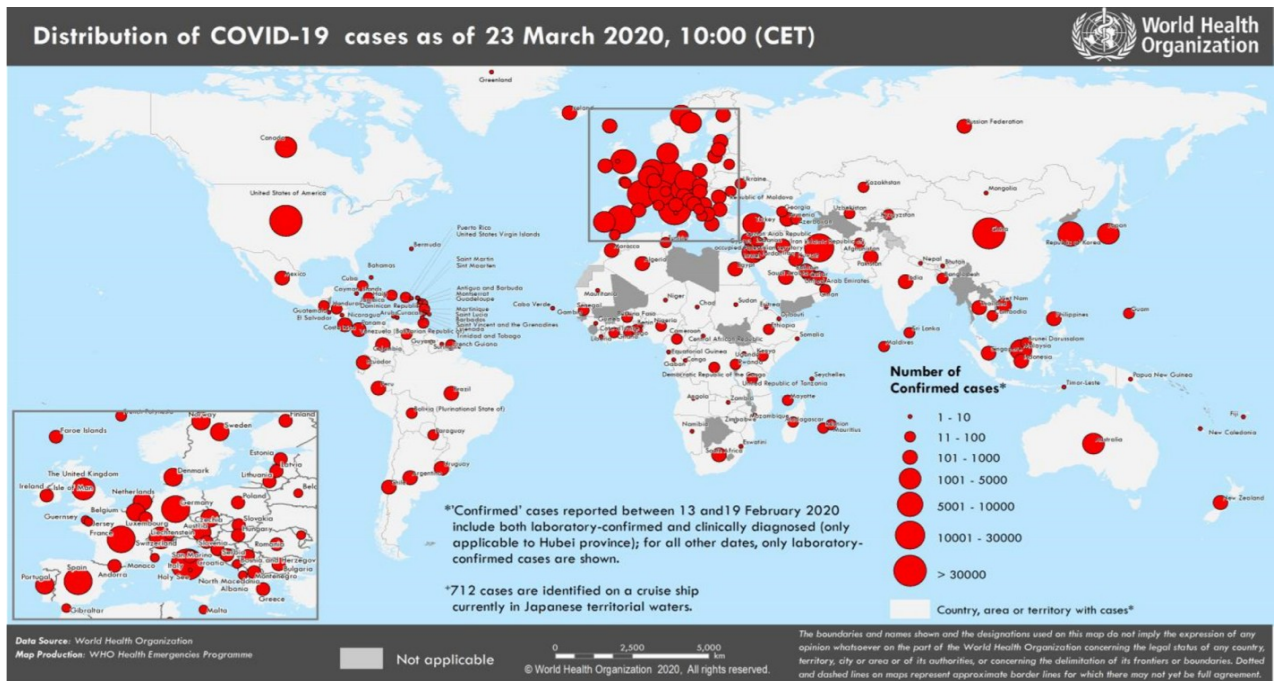 Distribution of COVID-19 cases as of 23 March 2020, 10:00 (CET)
World Health
Organization
Greenland
Canada
Russian Federation
Ukraine
Kazakhstan
Mongolia
United States of America
Republic of Moldova
Georgia
Uzbekistan
Kyrgyzstan
Puerto Rico
United States Virgin Islands
Bermuda
Republic of Korea
Morocco
Afghanistan
Mexico
Bahamas
Saint Martin
Sint Maarten
Pakistan
Nepal
Bhutan
Cuba
Cayman Islands
Antigua and Barbuda
Montserrat
Guadeloupe
Martinique
Saint Lucia
Barbados
Saint Vincent and the Grenadines
Grenada
Trinidad and Tobago
Dominican Republic
Nicaragua
Guatemala
El Salvador
Panama
French Guiana
Cabo Verde
Mauritania
Niger
Chad
Sudan
Eritrea
Djibouti
Ethiopia
Somalia
Nigeria
Cameroon
Central African Republic
Equatorial Guinea
Gabon
Congo
Democratic Republic of the Congo
Kenya
Seychelles
United Republic of Tanzania
Sri Lanka
Maldives
India
Viet Nam
Philippines
Guam
Brunei Darussalam
Malaysia
Indonesia
Timor-Leste
Papua New Guinea
Ecuador
Peru
Brazil
Bolivia (Plurinational State of)
Paraguay
Uruguay
Argentina
Chile
Angola
Zambia
Zimbabwe
Namibia
Mayotte
Mauritius
Eswatini
South Africa
Fiji
New Caledonia
Australia
New Zealand
Number of
Confirmed cases*
1 - 10
11 - 100
101 - 1000
1001 - 5000
5001 - 10000
10001 - 30000
> 30000
Country, area or territory with cases*
Faroe Islands
Norway
Sweden
Finland
Estonia
Latvia
Lithuania
The United Kingdom
Ireland
Isle of Man
Denmark
Netherlands
Belgium
Germany
Poland
Guernsey
Jersey
Luxembourg
Czechia
Slovakia
France
Liechtenstein
Austria
Hungary
Switzerland
Slovenia
Romania
San Marino
Monaco
Italy
Croatia
Serbia
Bulgaria
Spain
Andorra
Holy See
Montenegro
Portugal
North Macedonia
Albania
Greece
Gibraltar
Malta
*'Confirmed' cases reported between 13 and19 February 2020
include both laboratory-confirmed and clinically diagnosed (only
applicable to Hubei province); for all other dates, only laboratory-
confirmed cases are shown.
+712 cases are identified on a cruise ship
currently in Japanese territorial waters.
Data Source: World Health Organization
Map Production: WHO Health Emergencies Programme
Not applicable
0 2,500 5,000
km
© World Health Organization 2020, All rights reserved.
The boundaries and names shown and the designations used on this map do not imply the expression of any
opinion whatsoever on the part of the World Health Organization concerning the legal status of any country,
territory, city or area or of its authorities, or concerning the delimitation of its frontiers or boundaries. Dotted
and dashed lines on maps represent approximate border lines for which there may not yet be full agreement.